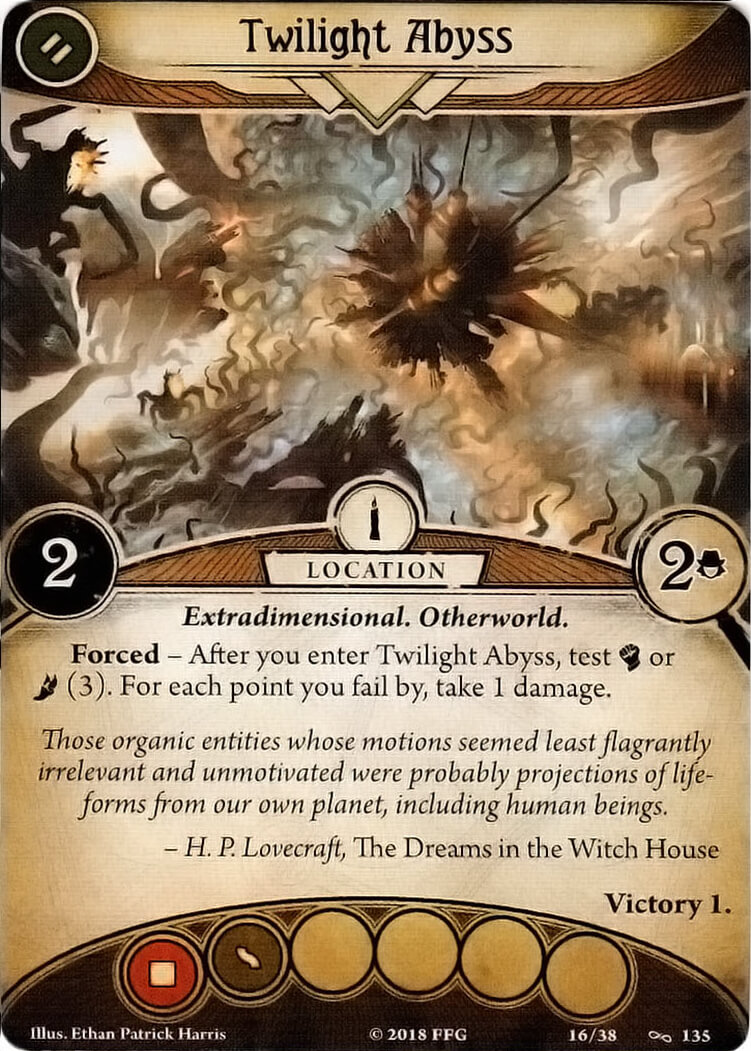 Twilight Abyss
2
LOCATION
2
Extradimensional. Otherworld.
Forced – After you enter Twilight Abyss, test or
(3). For each point you fail by, take 1 damage.
Those organic entities whose motions seemed least flagrantly
irrelevant and unmotivated were probably projections of life-
forms from our own planet, including human beings.
– H. P. Lovecraft, The Dreams in the Witch House
Victory 1.
Illus. Ethan Patrick Harris © 2018 FFG 16/38 135